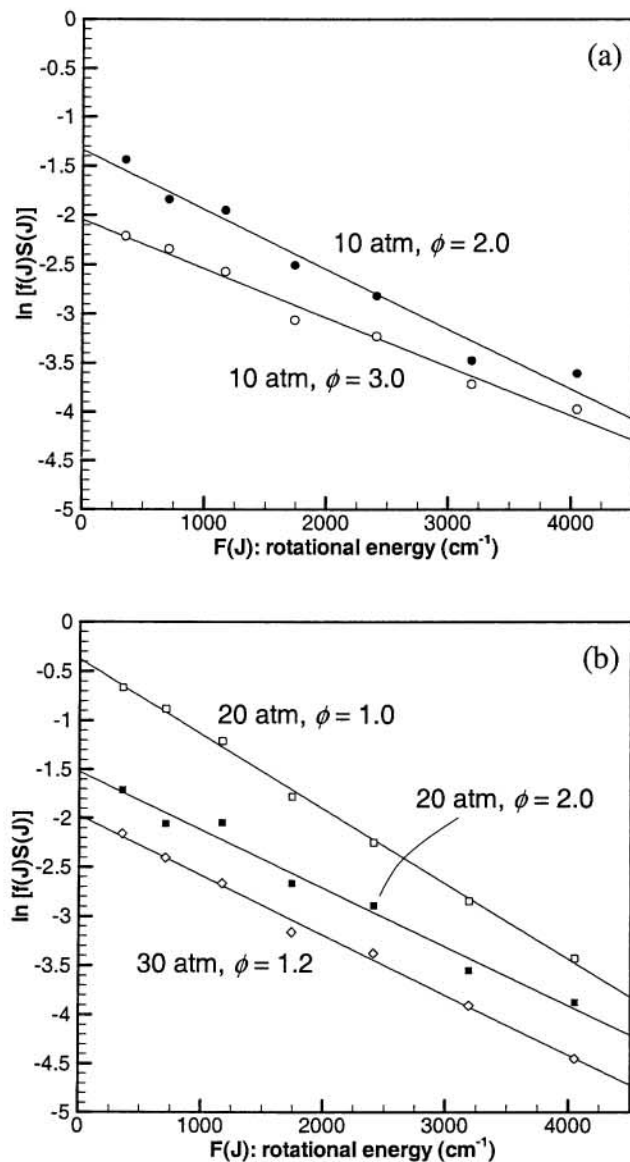 (a)
0
-0.5
-1
-1.5
-2
-2.5
-3
-3.5
-4
-4.5
-5
ln [f(J)S(J)]
10 atm, ϕ = 2.0
10 atm, ϕ = 3.0
0 1000 2000 3000 4000
F(J): rotational energy (cm⁻¹)
(b)
0
-0.5
-1
-1.5
-2
-2.5
-3
-3.5
-4
-4.5
-5
ln [f(J)S(J)]
20 atm, ϕ = 1.0
20 atm, ϕ = 2.0
30 atm, ϕ = 1.2
0 1000 2000 3000 4000
F(J): rotational energy (cm⁻¹)